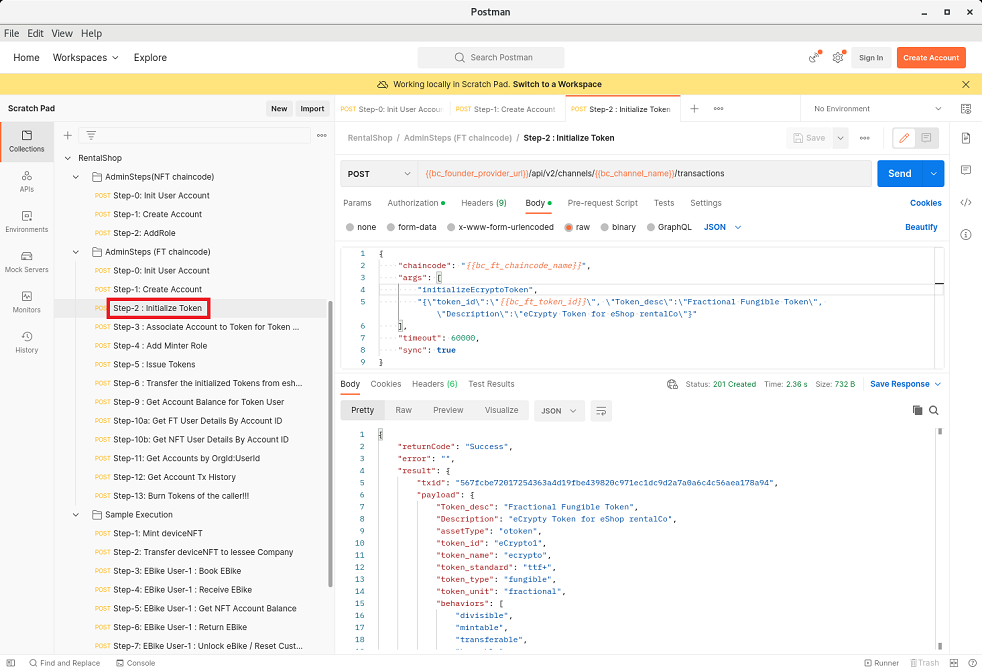 Postman
File Edit View Help
Home Workspaces Explore Search Postman Sign In Create Account
Working locally in Scratch Pad. Switch to a Workspace
Scratch Pad New Import
POST Step-0: Init User Accou POST Step-1: Create Account POST Step-2 : Initialize Token No Environment
Collections
APIs
Environments
Mock Servers
Monitors
History
RentalShop
AdminSteps(NFT chaincode)
POST Step-0: Init User Account
POST Step-1: Create Account
POST Step-2: AddRole
AdminSteps (FT chaincode)
POST Step-0: Init User Account
POST Step-1: Create Account
POST Step-2 : Initialize Token
POST Step-3 : Associate Account to Token for Token ...
POST Step-4 : Add Minter Role
POST Step-5 : Issue Tokens
POST Step-6 : Transfer the initialized Tokens from esh...
POST Step-9 : Get Account Balance for Token User
POST Step-10a: Get FT User Details By Account ID
POST Step-10b: Get NFT User Details By Account ID
POST Step-11: Get Accounts by OrgId:UserId
POST Step-12: Get Account Tx History
POST Step-13: Burn Tokens of the caller!!!
Sample Execution
POST Step-1: Mint deviceNFT
POST Step-2: Transfer deviceNFT to lessee Company
POST Step-3: EBike User-1 : Book EBike
POST Step-4: EBike User-1 : Receive EBike
POST Step-5: EBike User-1 : Get NFT Account Balance
POST Step-6: EBike User-1 : Return EBike
POST Step-7: EBike User-1 : Unlock eBike / Reset Cust...
RentalShop / AdminSteps (FT chaincode) / Step-2 : Initialize Token Save
POST {{bc_founder_provider_url}}/api/v2/channels/{{bc_channel_name}}/transactions Send
Params Authorization Headers (9) Body Pre-request Script Tests Settings Cookies
none form-data x-www-form-urlencoded raw binary GraphQL JSON Beautify
1 {
2 "chaincode": "{{bc_ft_chaincode_name}}",
3 "args": [
4 "initializeEcryptoToken",
5 "{\"token_id\":\"{{bc_ft_token_id}}\", \"Token_desc\":\"Fractional Fungible Token\",
\"Description\":\"eCrypty Token for eShop rentalCo\"}"
6 ],
7 "timeout": 60000,
8 "sync": true
9 }
Body Cookies Headers (6) Test Results Status: 201 Created Time: 2.36 s Size: 732 B Save Response
Pretty Raw Preview Visualize JSON
1 {
2 "returnCode": "Success",
3 "error": "",
4 "result": {
5 "txid": "567fcbe72017254363a4d19fbe439820c971ec1dc9d2a7a0a6c4c56aea178a94",
6 "payload": {
7 "Token_desc": "Fractional Fungible Token",
8 "Description": "eCrypty Token for eShop rentalCo",
9 "assetType": "otoken",
10 "token_id": "eCrypto1",
11 "token_name": "ecrypto",
12 "token_standard": "ttf+",
13 "token_type": "fungible",
14 "token_unit": "fractional",
15 "behaviors": [
16 "divisible",
17 "mintable",
18 "transferable",
Find and Replace Console Runner Trash